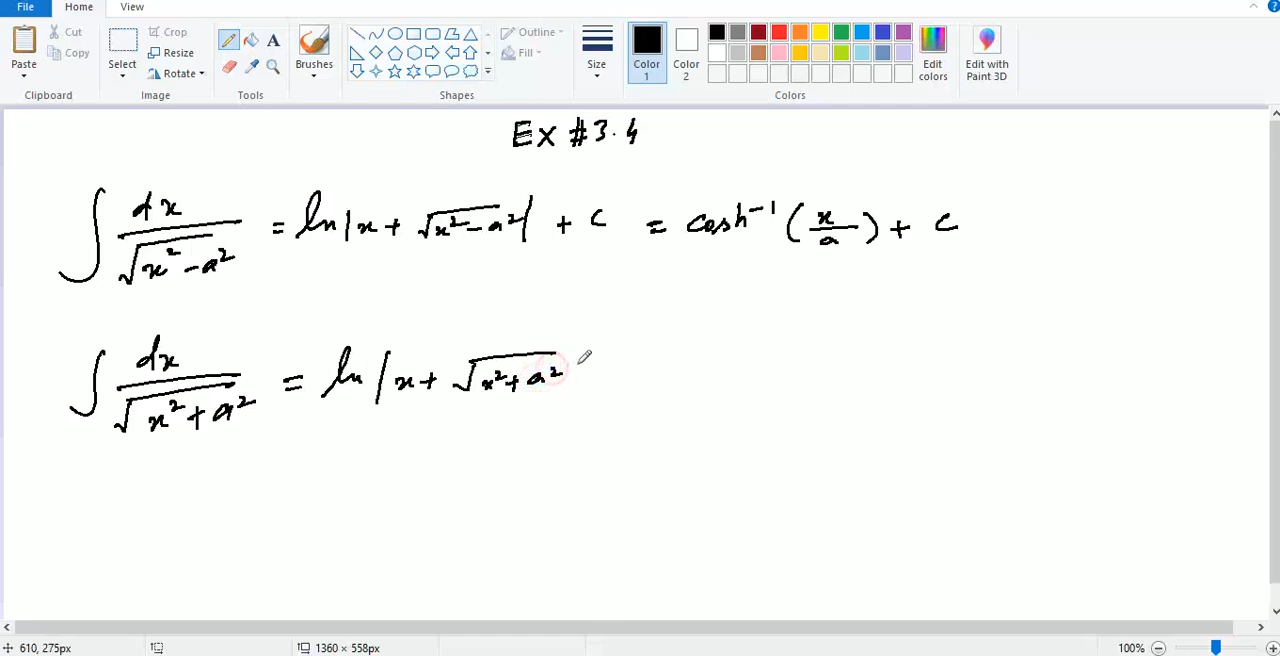 File Home View
Paste Cut Copy Select Crop Resize Rotate A Brushes Outline Fill Size Color 1 Color 2 Edit colors Edit with Paint 3D
Clipboard Image Tools Shapes Colors
Ex #3.4
∫ dx/√(x²-a²) = ln|x + √(x²-a²)| + c = cosh⁻¹(x/a) + c
∫ dx/√(x²+a²) = ln|x + √(x²+a²)
610, 275px 1360 × 558px 100%